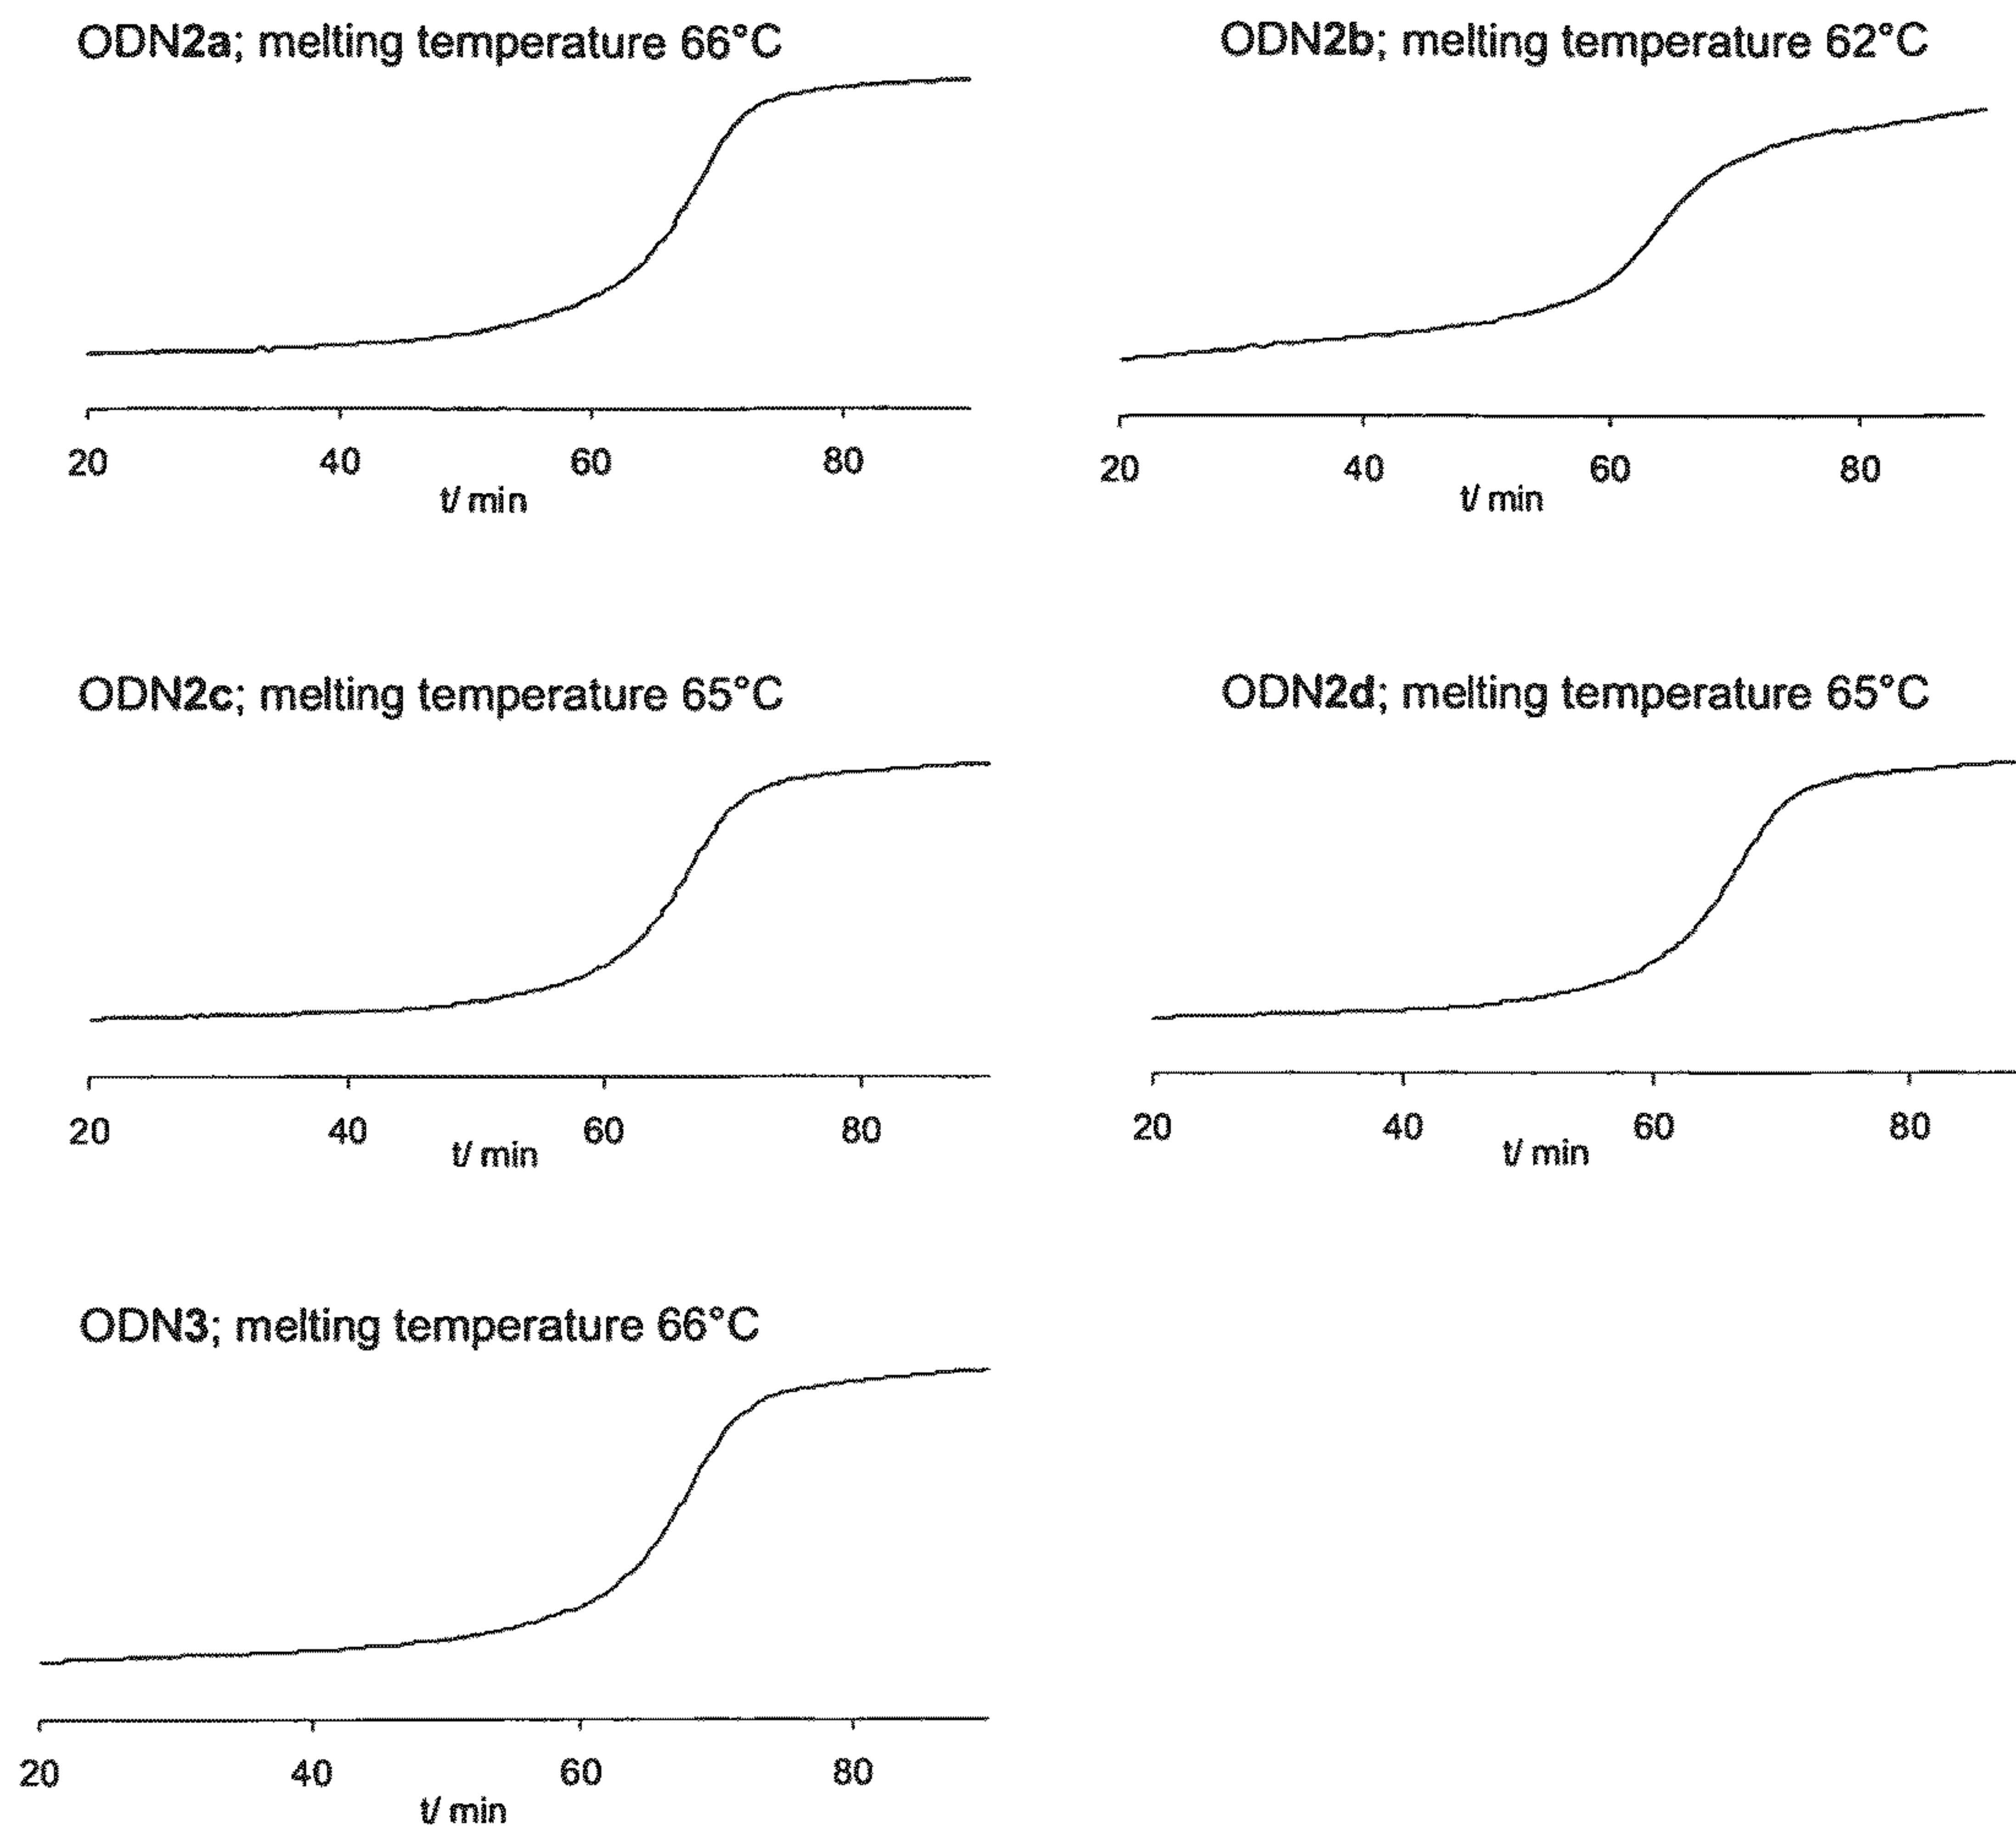 ODN2a; melting temperature 66°C
20 40 60 80
t/ min
ODN2b; melting temperature 62°C
20 40 60 80
t/ min
ODN2c; melting temperature 65°C
20 40 60 80
t/ min
ODN2d; melting temperature 65°C
20 40 60 80
t/ min
ODN3; melting temperature 66°C
20 40 60 80
t/ min